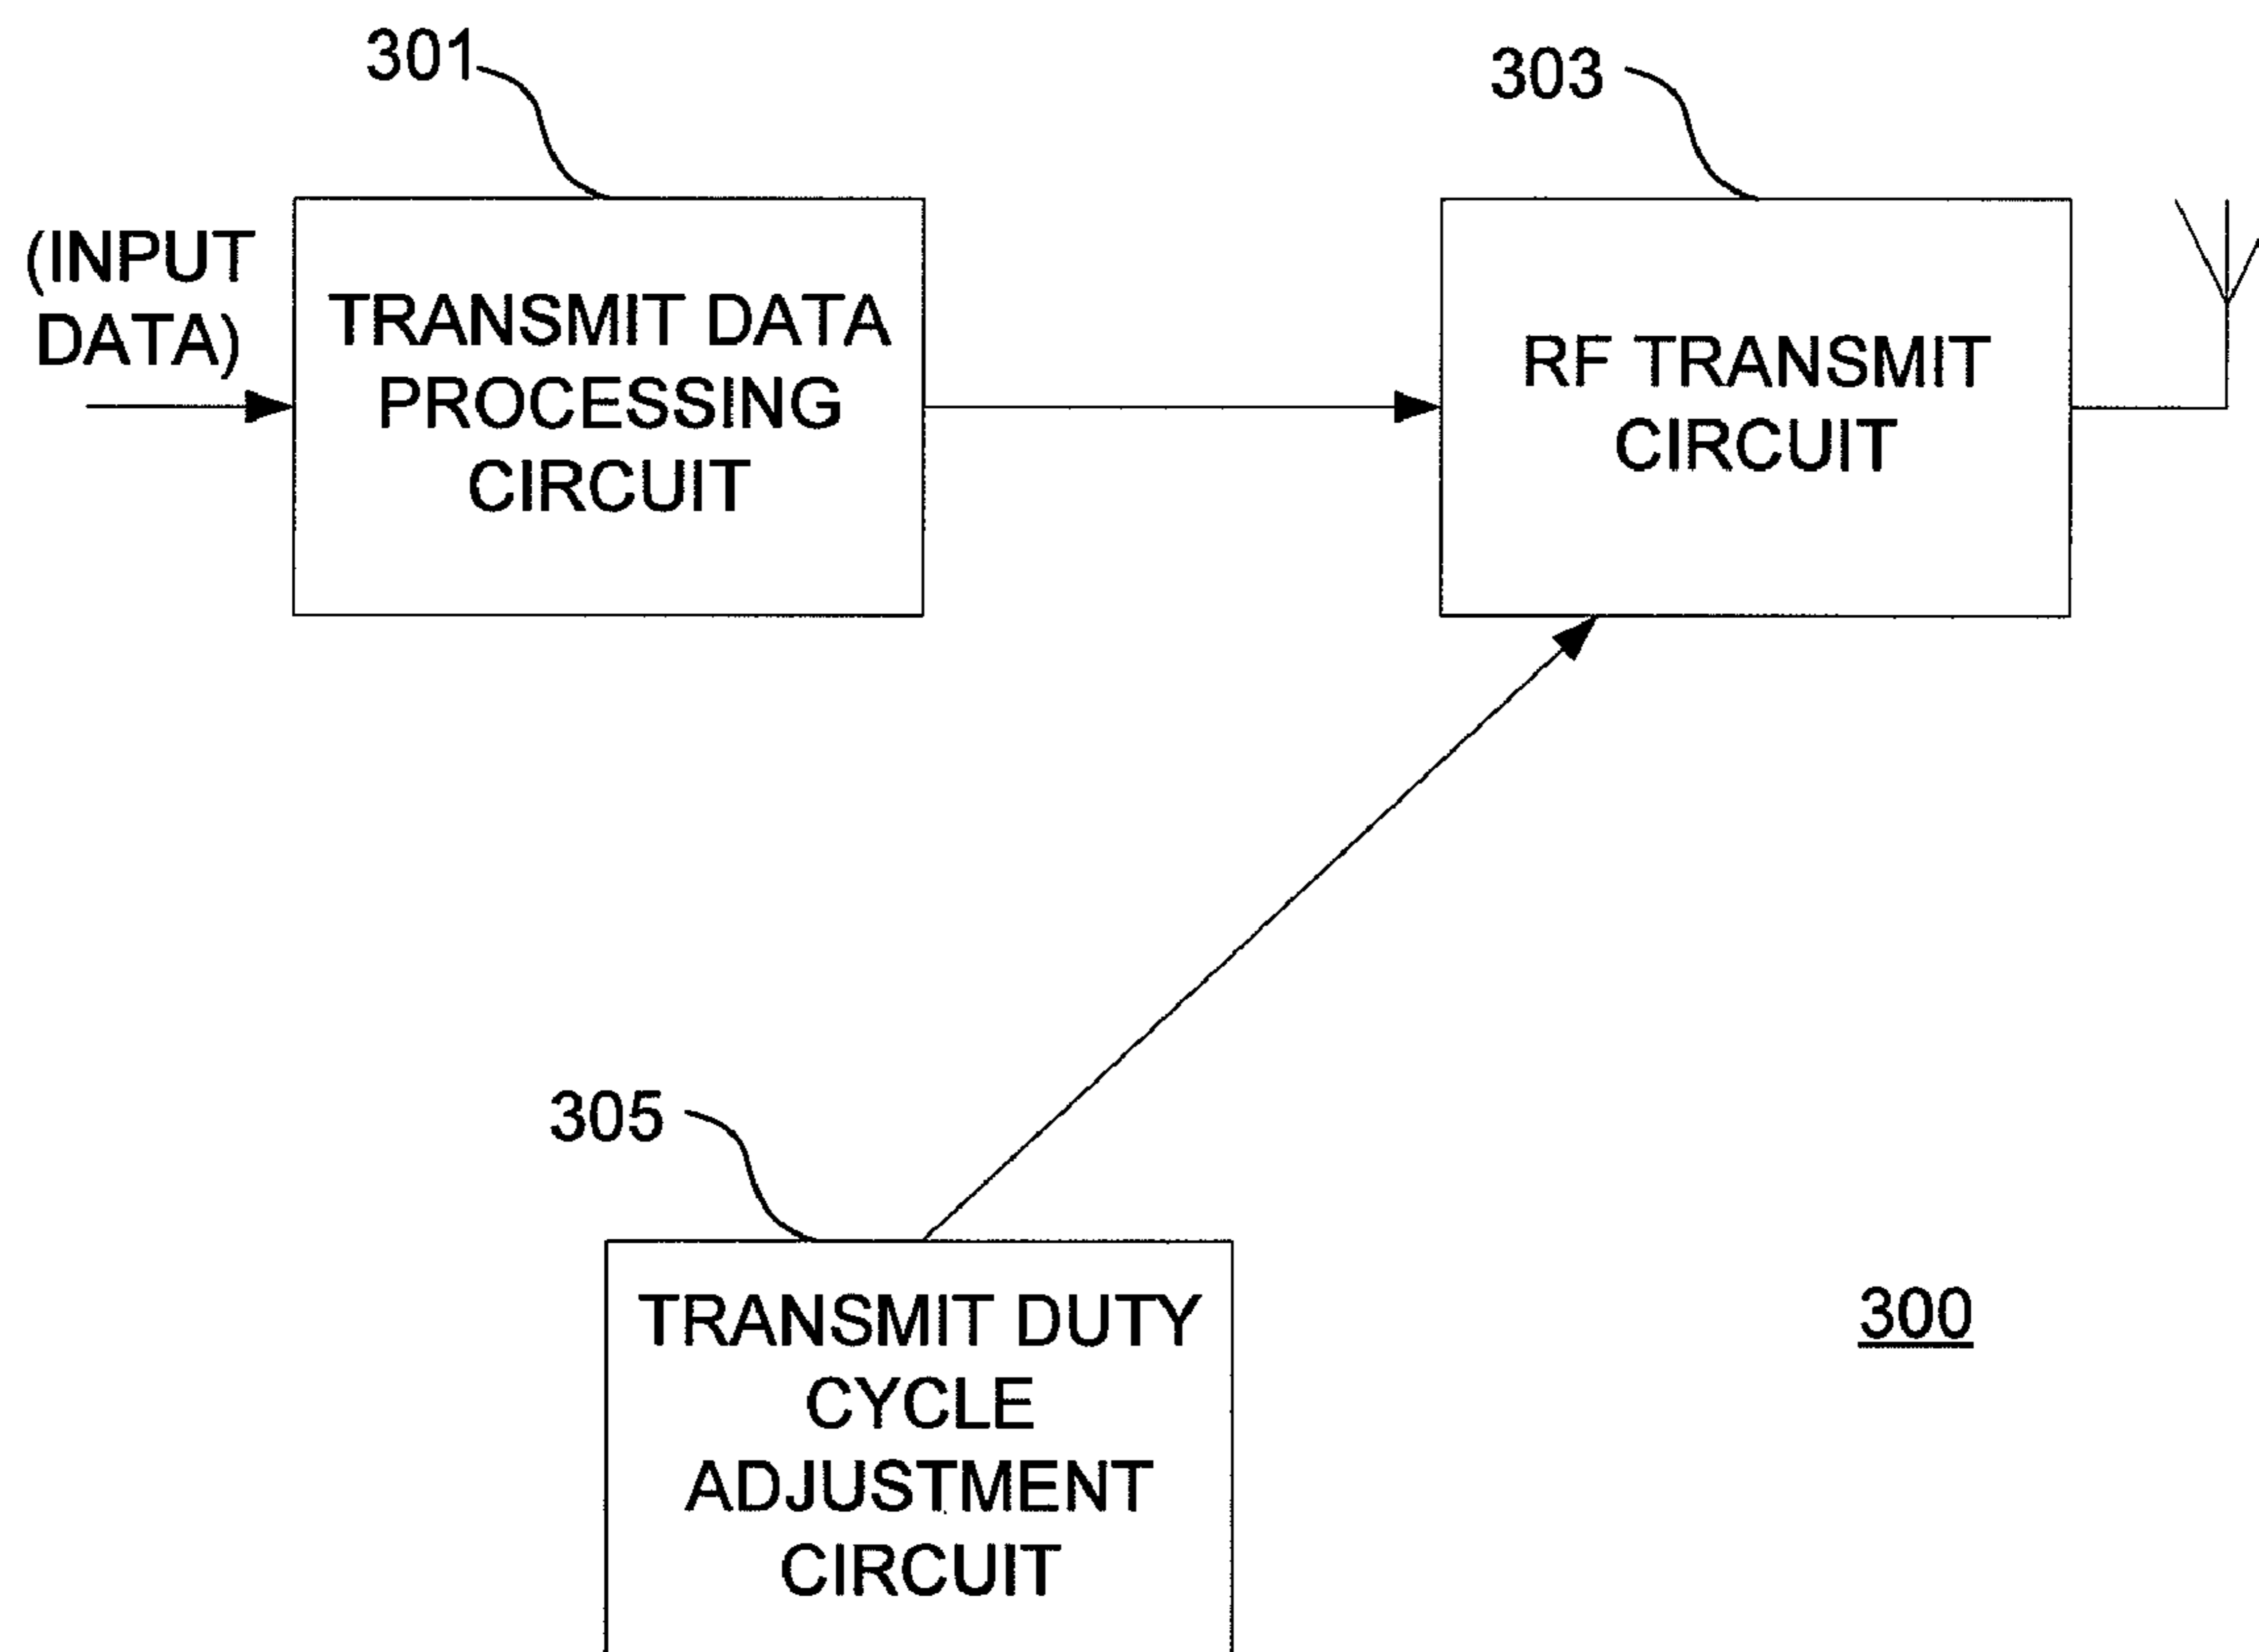 301
303
(INPUT
DATA)
TRANSMIT DATA
PROCESSING
CIRCUIT
RF TRANSMIT
CIRCUIT
305
TRANSMIT DUTY
CYCLE
ADJUSTMENT
CIRCUIT
300